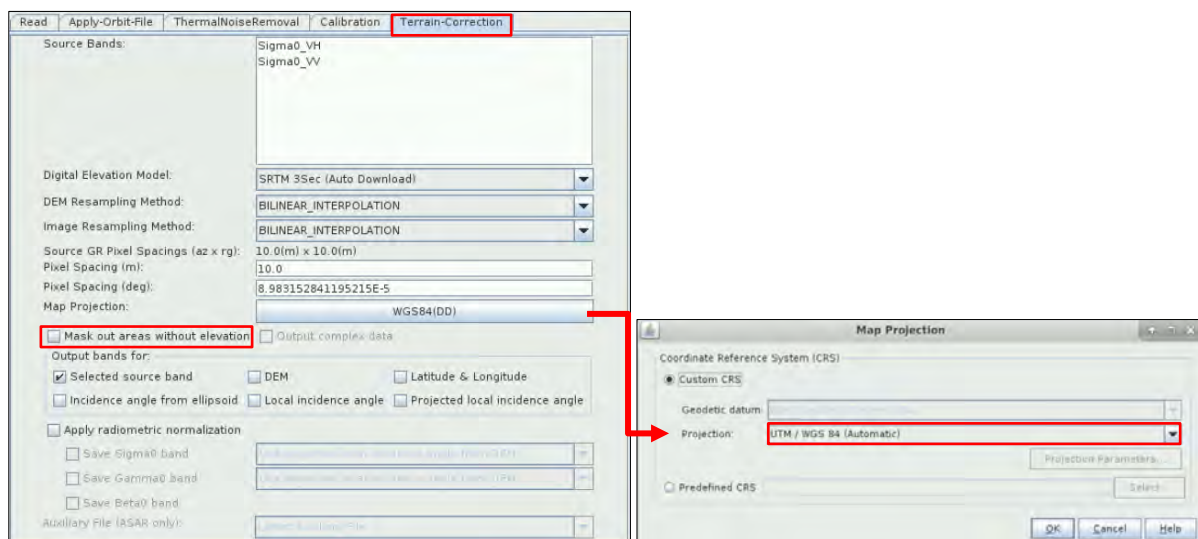 Read Apply-Orbit-File ThermalNoiseRemoval Calibration Terrain-Correction
Source Bands:
Sigma0_VH
Sigma0_VV
Digital Elevation Model: SRTM 3Sec (Auto Download)
DEM Resampling Method: BILINEAR_INTERPOLATION
Image Resampling Method: BILINEAR_INTERPOLATION
Source GR Pixel Spacings (az x rg): 10.0(m) x 10.0(m)
Pixel Spacing (m): 10.0
Pixel Spacing (deg): 8.983152841195215E-5
Map Projection: WGS84(DD)
Mask out areas without elevation Output complex data
Output bands for:
Selected source band DEM Latitude & Longitude
Incidence angle from ellipsoid Local incidence angle Projected local incidence angle
Apply radiometric normalization
Save Sigma0 band
Save Gamma0 band
Save Beta0 band
Auxiliary File (ASAR only):
Map Projection
Coordinate Reference System (CRS)
Custom CRS
Geodetic datum:
Projection: UTM / WGS 84 (Automatic)
Projection Parameters...
Predefined CRS Select...
OK Cancel Help